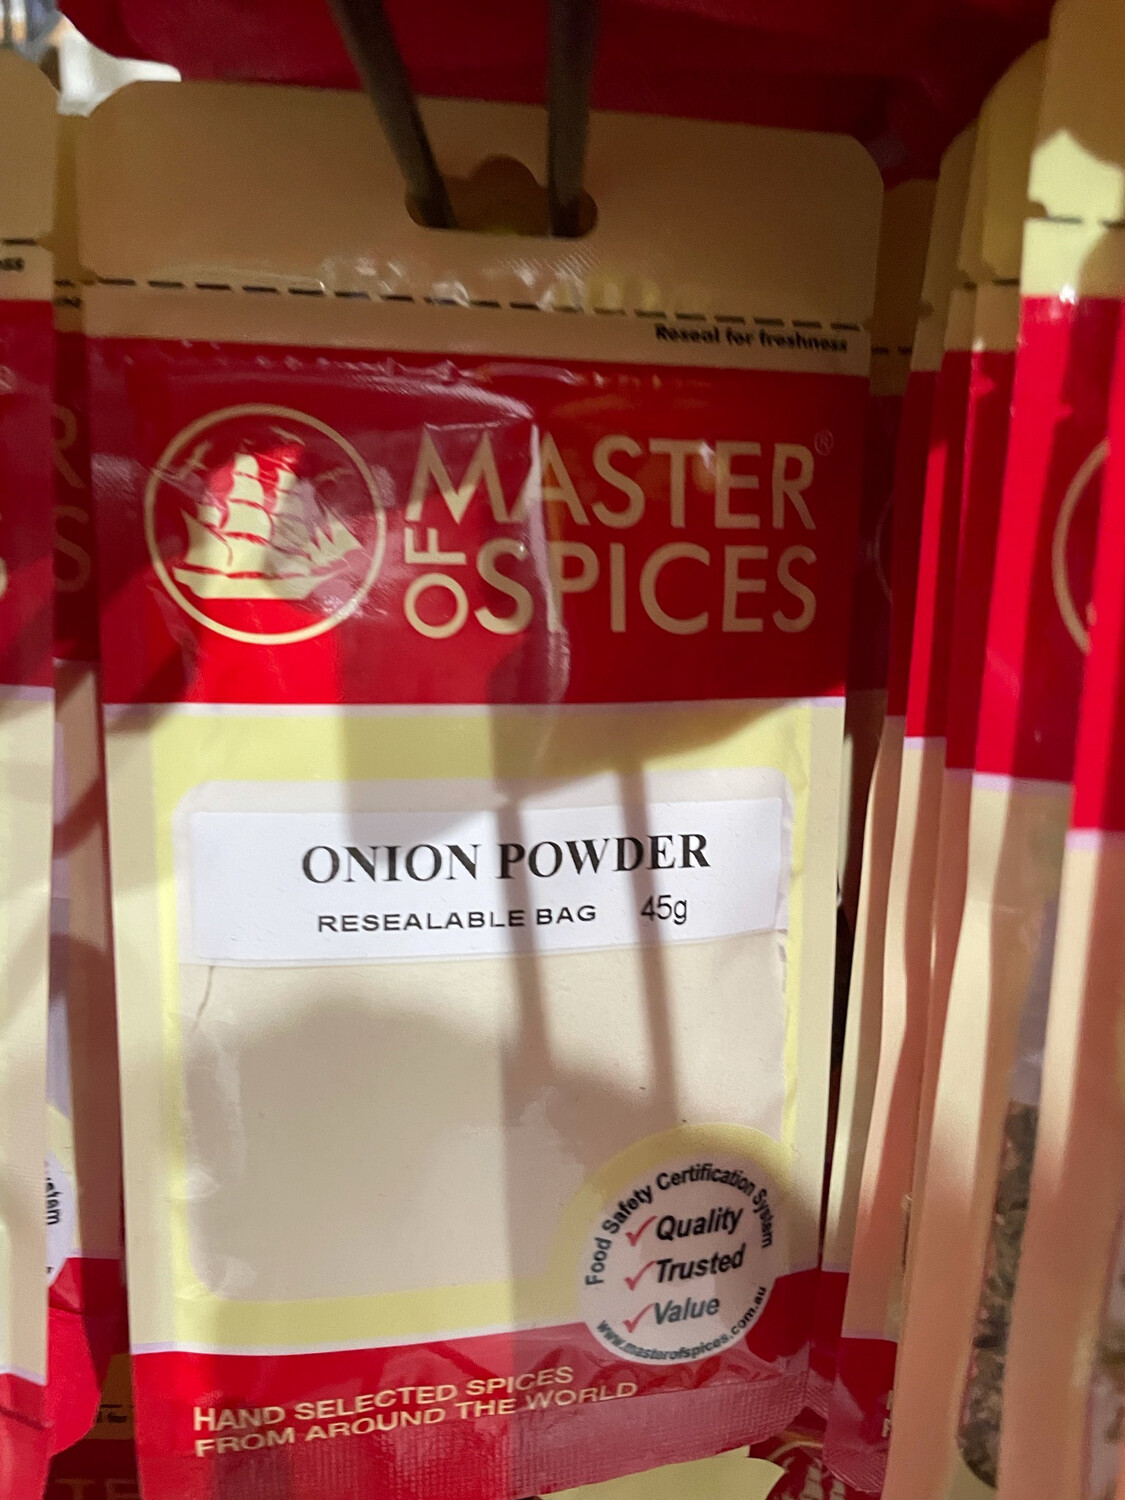 Reseal for freshness
MASTER®
OF SPICES
ONION POWDER
RESEALABLE BAG 45g
Food Safety Certification System
Quality
Trusted
Value
www.masterofspices.com.au
HAND SELECTED SPICES
FROM AROUND THE WORLD